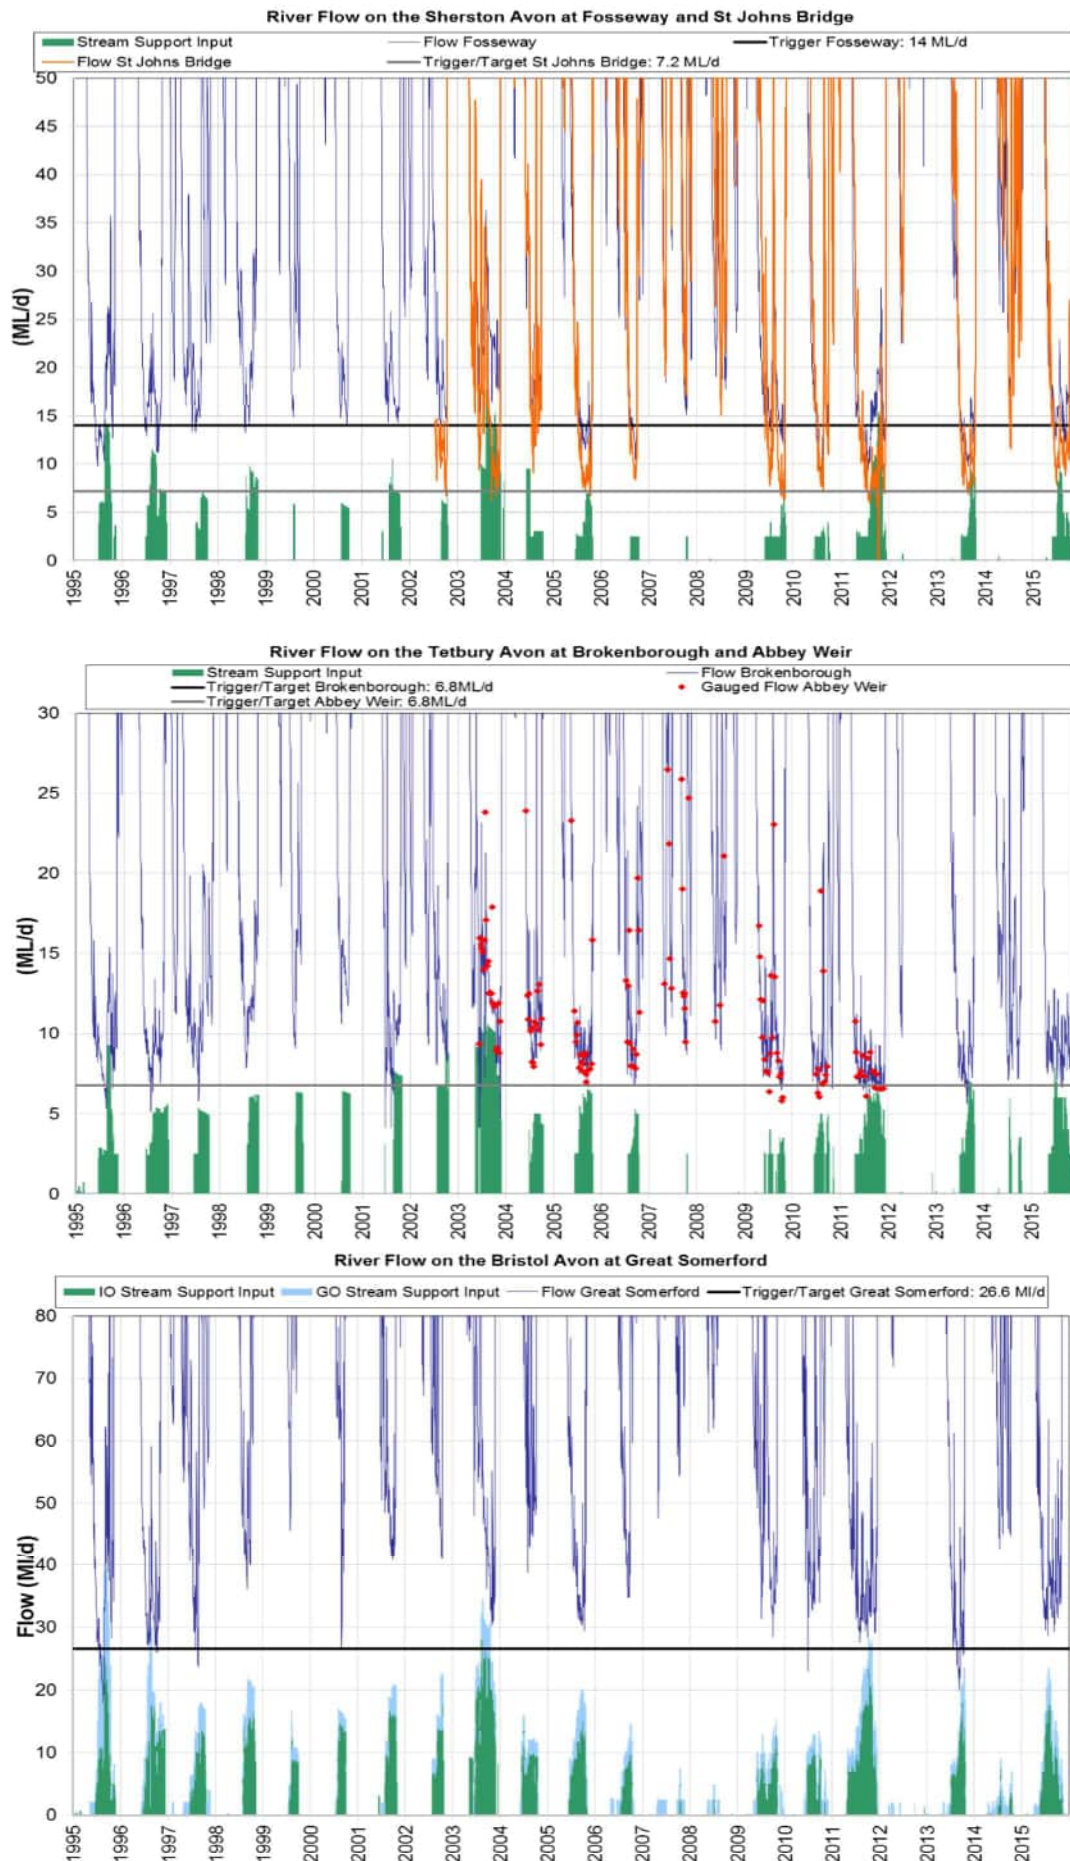 River Flow on the Sherston Avon at Fosseway and St Johns Bridge
Stream Support Input Flow Fosseway Trigger Fosseway: 14 ML/d
Flow St Johns Bridge Trigger/Target St Johns Bridge: 7.2 ML/d
50
45
40
35
30
25
20
15
10
5
0
(ML/d)
1995 1996 1997 1998 1999 2000 2001 2002 2003 2004 2005 2006 2007 2008 2009 2010 2011 2012 2013 2014 2015
River Flow on the Tetbury Avon at Brokenborough and Abbey Weir
Stream Support Input Flow Brokenborough
Trigger/Target Brokenborough: 6.8ML/d Gauged Flow Abbey Weir
Trigger/Target Abbey Weir: 6.8ML/d
30
25
20
15
10
5
0
(ML/d)
1995 1996 1997 1998 1999 2000 2001 2002 2003 2004 2005 2006 2007 2008 2009 2010 2011 2012 2013 2014 2015
River Flow on the Bristol Avon at Great Somerford
IO Stream Support Input GO Stream Support Input Flow Great Somerford Trigger/Target Great Somerford: 26.6 Ml/d
80
70
60
50
40
30
20
10
0
Flow (Ml/d)
1995 1996 1997 1998 1999 2000 2001 2002 2003 2004 2005 2006 2007 2008 2009 2010 2011 2012 2013 2014 2015